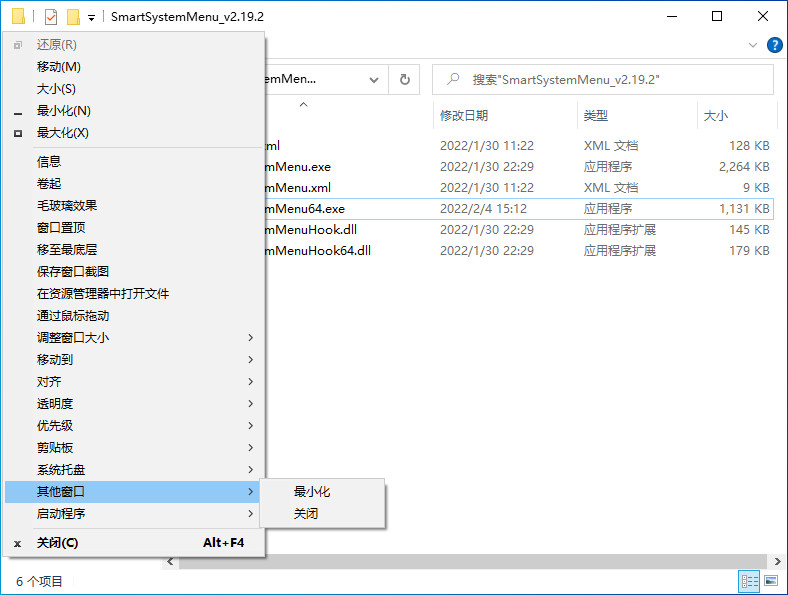 SmartSystemMenu_v2.19.2
还原(R)
移动(M)
大小(S)
最小化(N)
最大化(X)
信息
卷起
毛玻璃效果
窗口置顶
移至最底层
保存窗口截图
在资源管理器中打开文件
通过鼠标拖动
调整窗口大小
移动到
对齐
透明度
优先级
剪贴板
系统托盘
其他窗口
启动程序
关闭(C) Alt+F4
最小化
关闭
emMen...
搜索"SmartSystemMenu_v2.19.2"
修改日期 类型 大小
ml 2022/1/30 11:22 XML 文档 128 KB
mMenu.exe 2022/1/30 22:29 应用程序 2,264 KB
mMenu.xml 2022/1/30 11:22 XML 文档 9 KB
mMenu64.exe 2022/2/4 15:12 应用程序 1,131 KB
mMenuHook.dll 2022/1/30 22:29 应用程序扩展 145 KB
mMenuHook64.dll 2022/1/30 22:29 应用程序扩展 179 KB
6 个项目